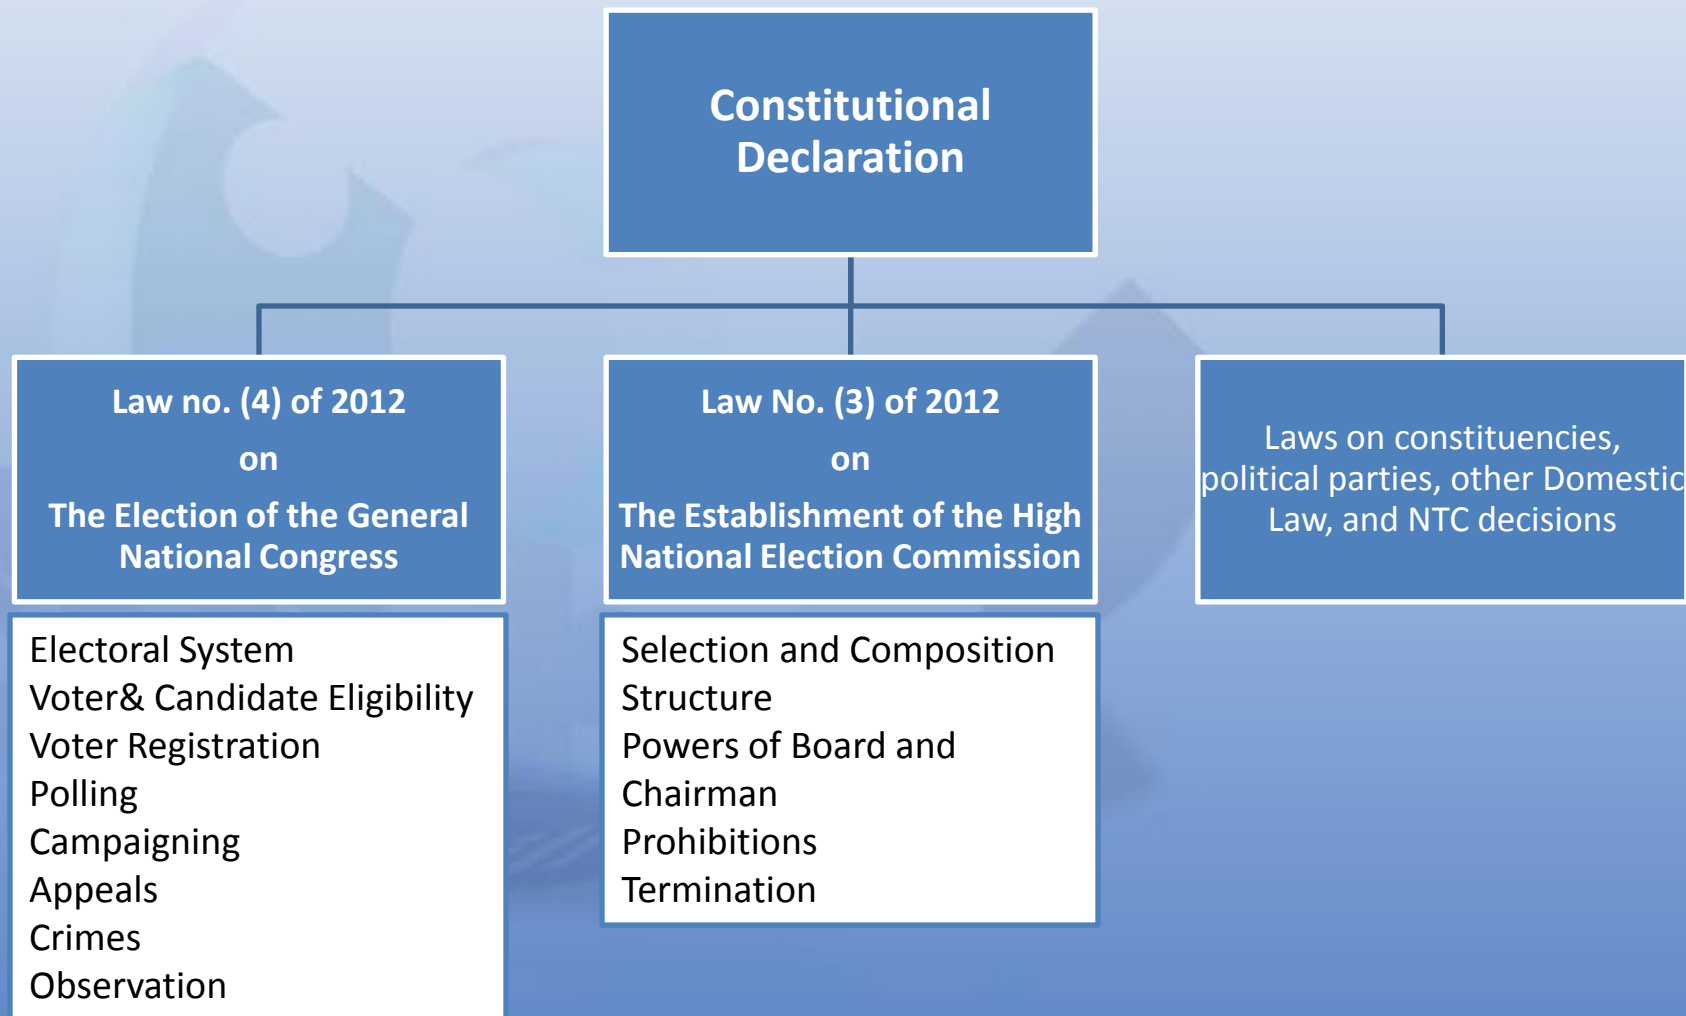 Constitutional
Declaration
Law no. (4) of 2012
on
The Election of the General
National Congress
Electoral System
Voter& Candidate Eligibility
Voter Registration
Polling
Campaigning
Appeals
Crimes
Observation
Law No. (3) of 2012
on
The Establishment of the High
National Election Commission
Selection and Composition
Structure
Powers of Board and
Chairman
Prohibitions
Termination
Laws on constituencies,
political parties, other Domestic
Law, and NTC decisions